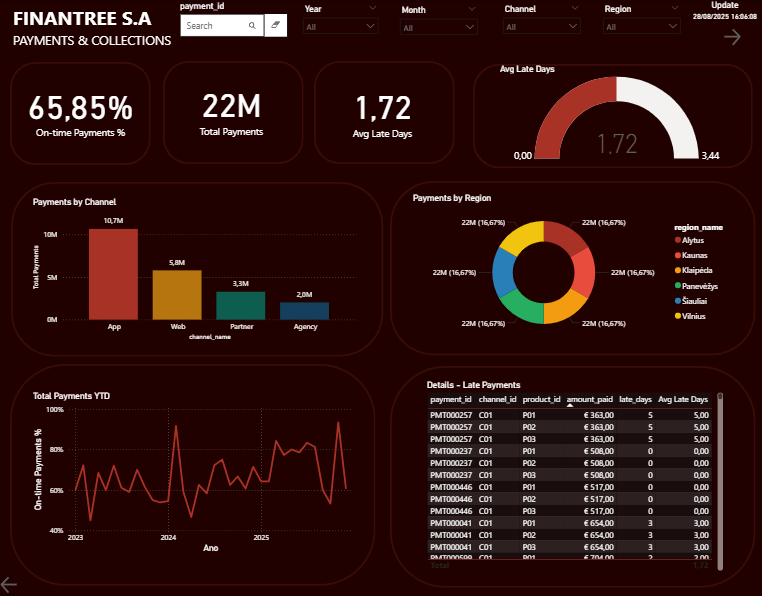 FINANTREE S.A
PAYMENTS & COLLECTIONS
payment_id
Search
Year
All
Month
All
Channel
All
Region
All
Update
28/08/2025 16:06:08
65,85%
On-time Payments %
22M
Total Payments
1,72
Avg Late Days
Avg Late Days
1,72
0,00
3,44
Payments by Channel
Total Payments
10M
5M
0M
10,7M
5,8M
3,3M
2,0M
App
Web
Partner
Agency
channel_name
Payments by Region
22M (16,67%)
22M (16,67%)
22M (16,67%)
22M (16,67%)
22M (16,67%)
22M (16,67%)
region_name
Alytus
Kaunas
Klaipėda
Panevėžys
Šiauliai
Vilnius
Total Payments YTD
On-time Payments %
100%
80%
60%
40%
2023
2024
2025
Ano
Details - Late Payments
payment_id channel_id product_id amount_paid late_days Avg Late Days
PMT000257 C01 P01 € 363,00 5 5,00
PMT000257 C01 P02 € 363,00 5 5,00
PMT000257 C01 P03 € 363,00 5 5,00
PMT000237 C01 P01 € 508,00 0 0,00
PMT000237 C01 P02 € 508,00 0 0,00
PMT000237 C01 P03 € 508,00 0 0,00
PMT000446 C01 P01 € 517,00 0 0,00
PMT000446 C01 P02 € 517,00 0 0,00
PMT000446 C01 P03 € 517,00 0 0,00
PMT000041 C01 P01 € 654,00 3 3,00
PMT000041 C01 P02 € 654,00 3 3,00
PMT000041 C01 P03 € 654,00 3 3,00
PMT000599 C01 P01 € 704,00 2 2,00
Total 1,72